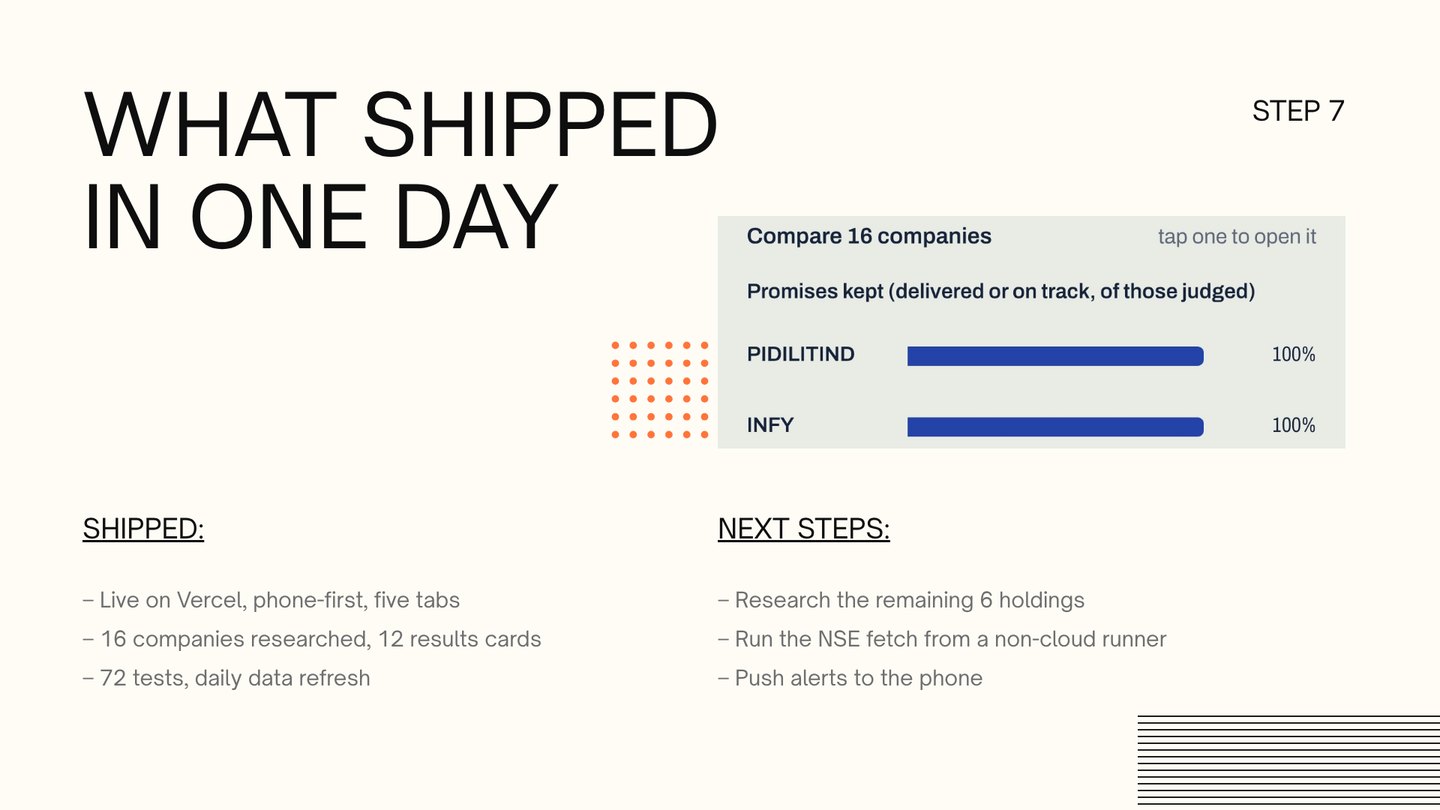 WHAT SHIPPED
IN ONE DAY
STEP 7
Compare 16 companies
tap one to open it
Promises kept (delivered or on track, of those judged)
PIDILITIND 100%
INFY 100%
SHIPPED:
– Live on Vercel, phone-first, five tabs
– 16 companies researched, 12 results cards
– 72 tests, daily data refresh
NEXT STEPS:
– Research the remaining 6 holdings
– Run the NSE fetch from a non-cloud runner
– Push alerts to the phone